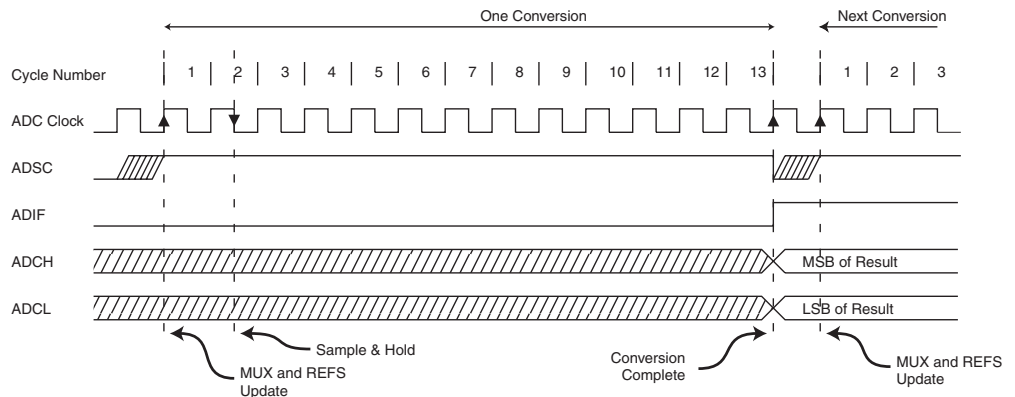 One Conversion
Next Conversion
Cycle Number
1 2 3 4 5 6 7 8 9 10 11 12 13 1 2 3
ADC Clock
ADSC
ADIF
ADCH
MSB of Result
ADCL
LSB of Result
Sample & Hold
MUX and REFS
Update
Conversion
Complete
MUX and REFS
Update